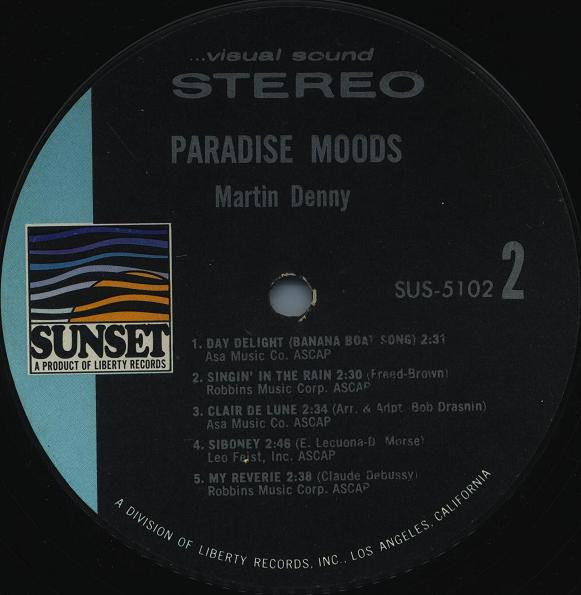 ...visual sound
STEREO
PARADISE MOODS
Martin Denny
SUS-5102 2
SUNSET
A PRODUCT OF LIBERTY RECORDS
1. DAY DELIGHT (BANANA BOAT SONG) 2:31
Asa Music Co. ASCAP
2. SINGIN' IN THE RAIN 2:30 (Freed-Brown)
Robbins Music Corp. ASCAP
3. CLAIR DE LUNE 2:34 (Arr. & Adpt. Bob Drasnin)
Asa Music Co. ASCAP
4. SIBONEY 2:46 (E. Lecuona-D. Morse)
Leo Feist, Inc. ASCAP
5. MY REVERIE 2:38 (Claude Debussy)
Robbins Music Corp. ASCAP
A DIVISION OF LIBERTY RECORDS, INC., LOS ANGELES, CALIFORNIA